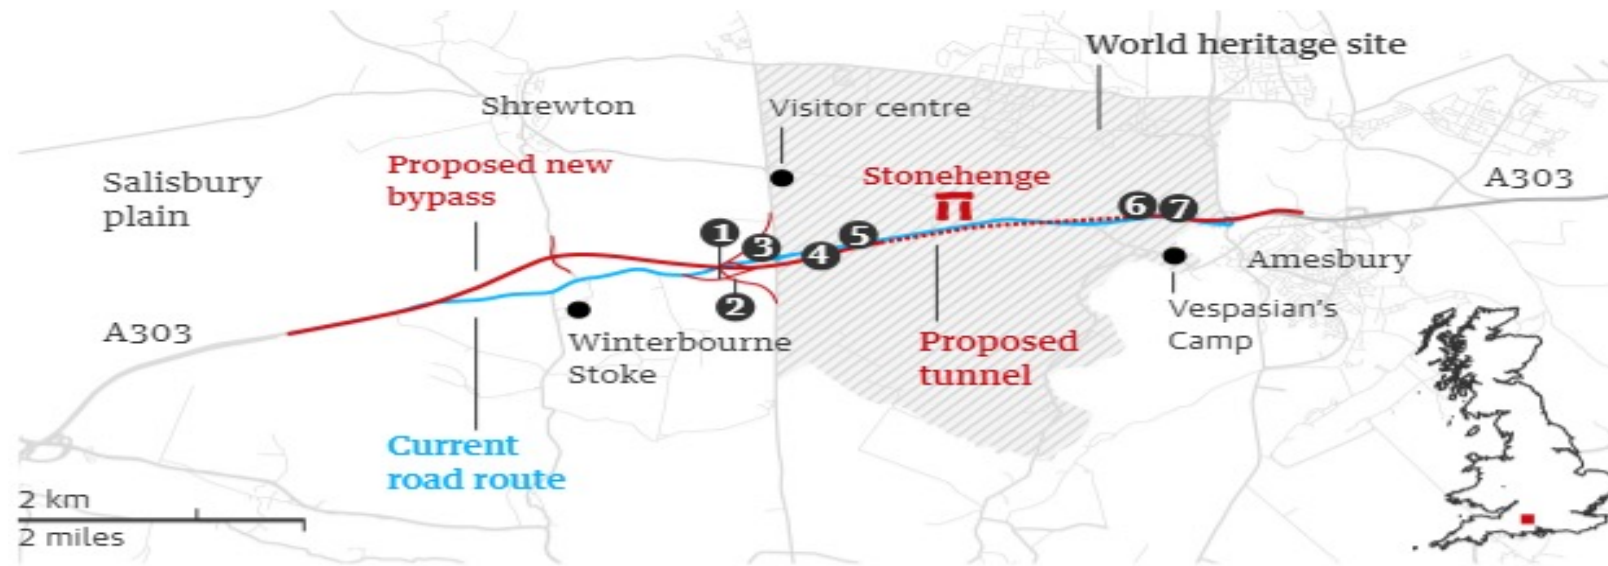 World heritage site
Shrewton
Visitor centre
Proposed new
bypass
Salisbury
plain
Stonehenge
A303
6
7
1
3
5
4
2
Amesbury
Vespasian's
Camp
A303
Winterbourne
Stoke
Proposed
tunnel
Current
road route
2 km
2 miles